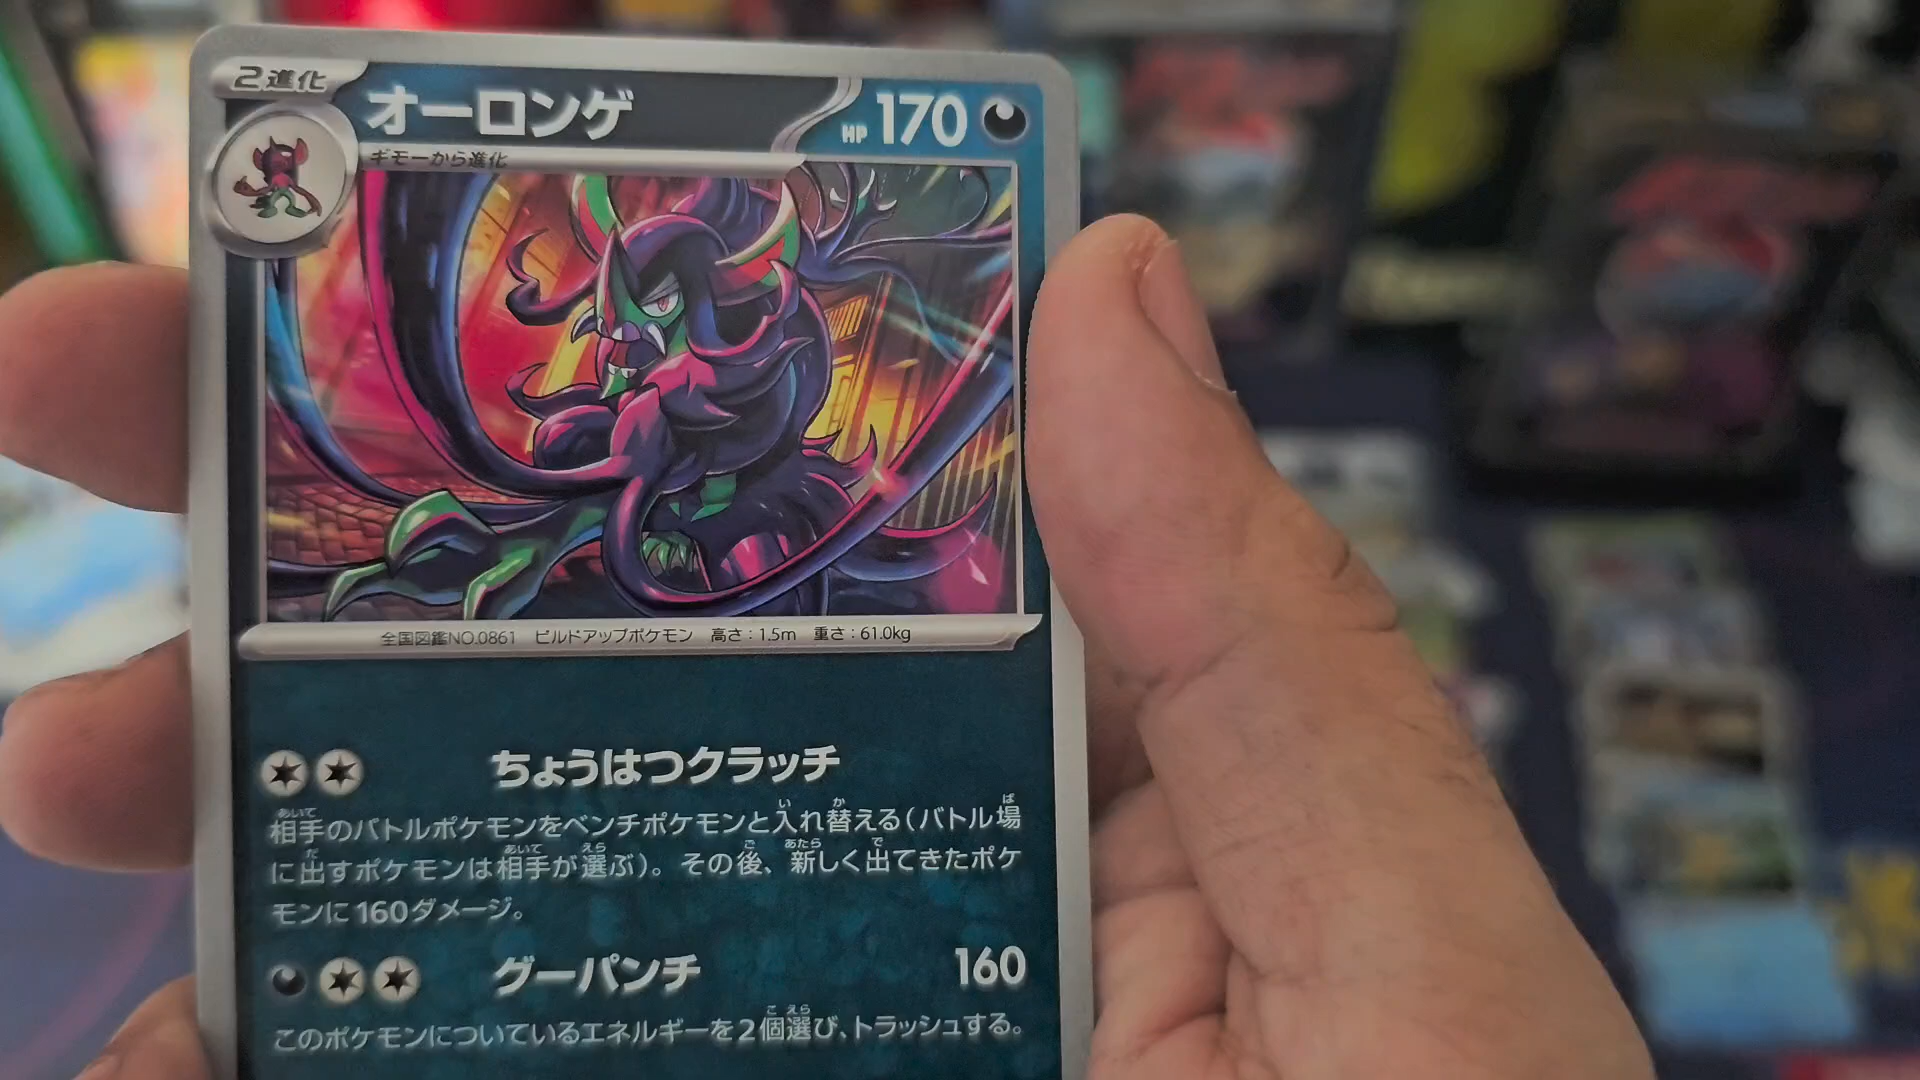 2進化
オーロンゲ
HP 170
ギモーから進化
全国図鑑NO.0861 ビルドアップポケモン 高さ:1.5m 重さ:61.0kg
ちょうはつクラッチ
相手のバトルポケモンをベンチポケモンと入れ替える(バトル場
に出すポケモンは相手が選ぶ)。その後、新しく出てきたポケ
モンに160ダメージ。
グーパンチ 160
このポケモンについているエネルギーを2個選び、トラッシュする。